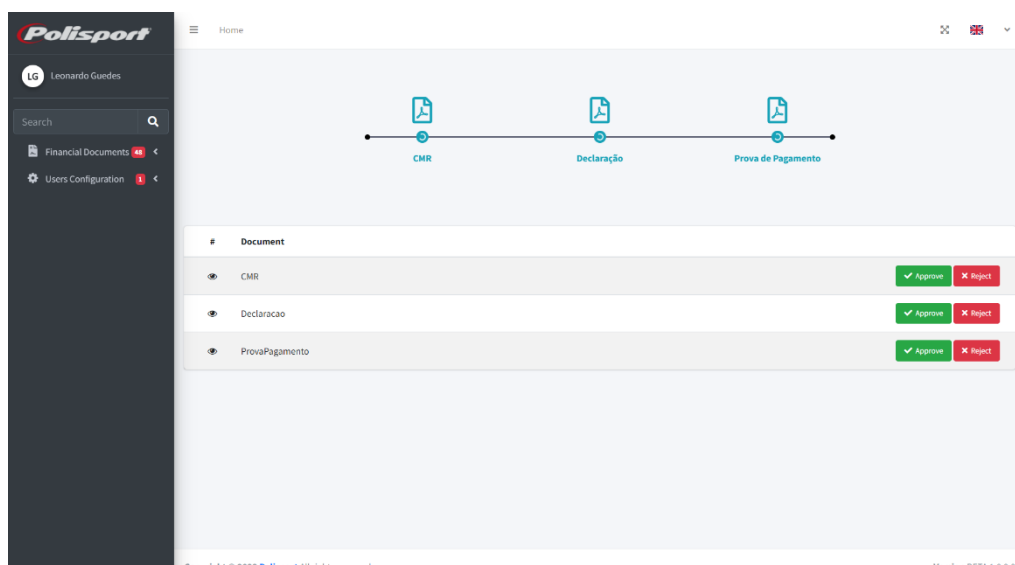 Polisport
Home
LG Leonardo Guedes
Search
Financial Documents 48
Users Configuration 1
CMR
Declaração
Prova de Pagamento
# Document
CMR Approve Reject
Declaracao Approve Reject
ProvaPagamento Approve Reject